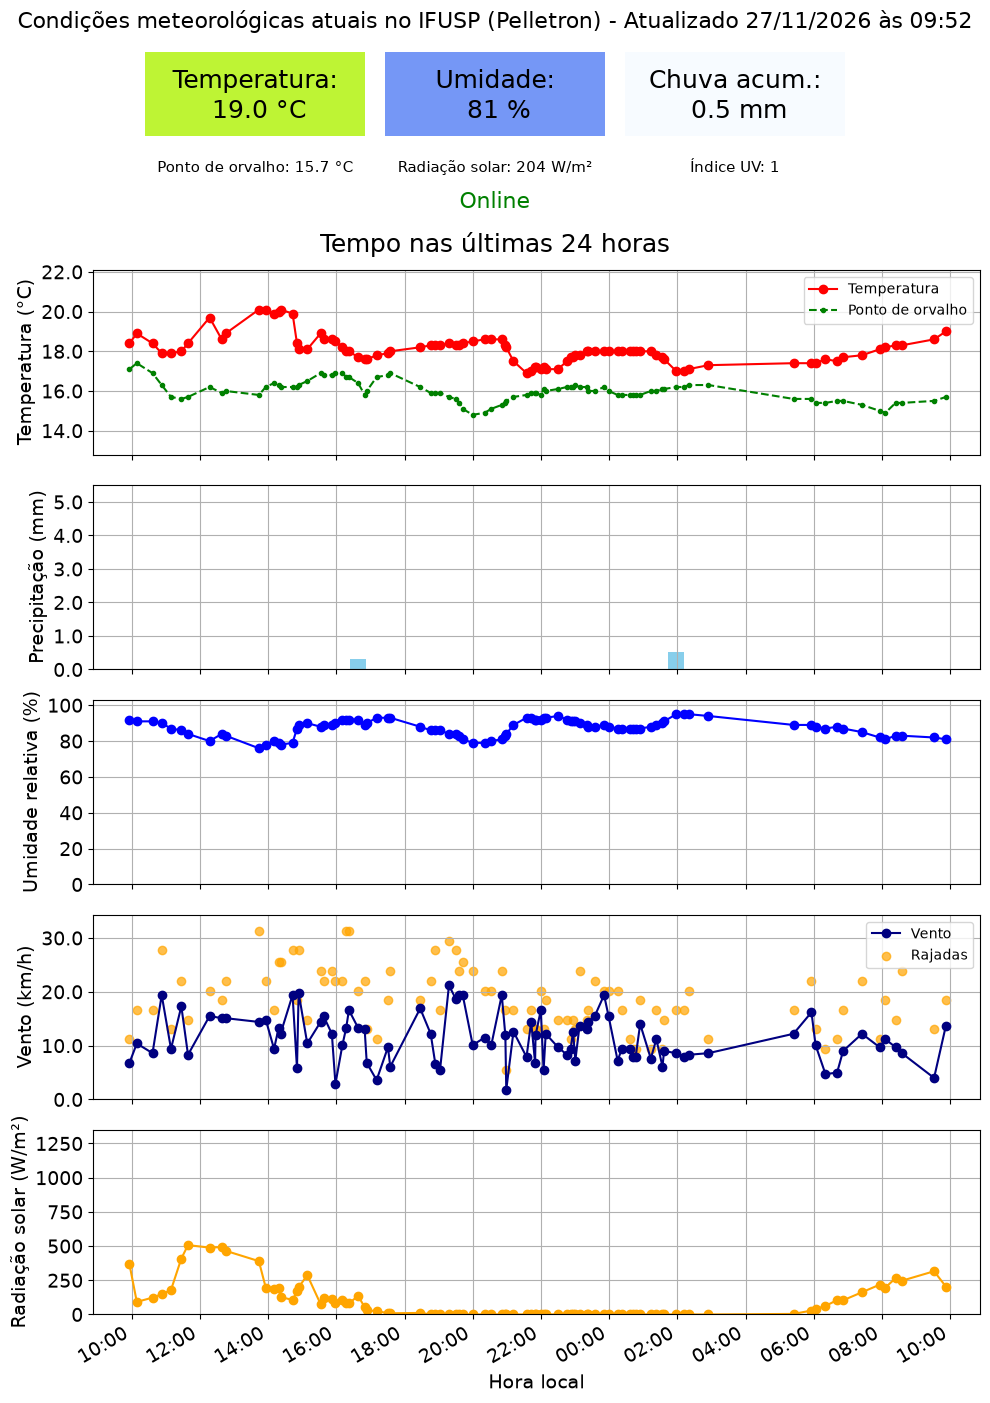 Condições meteorológicas atuais no IFUSP (Pelletron) - Atualizado 27/11/2026 às 09:52
Temperatura:
19.0 °C
Umidade:
81 %
Chuva acum.:
0.5 mm
Ponto de orvalho: 15.7 °C
Radiação solar: 204 W/m²
Índice UV: 1
Online
Tempo nas últimas 24 horas
Temperatura (°C)
22.0
20.0
18.0
16.0
14.0
Temperatura
Ponto de orvalho
Precipitação (mm)
5.0
4.0
3.0
2.0
1.0
0.0
Umidade relativa (%)
100
80
60
40
20
0
Vento (km/h)
30.0
20.0
10.0
0.0
Vento
Rajadas
Radiação solar (W/m²)
1250
1000
750
500
250
0
10:00
12:00
14:00
16:00
18:00
20:00
22:00
00:00
02:00
04:00
06:00
08:00
10:00
Hora local